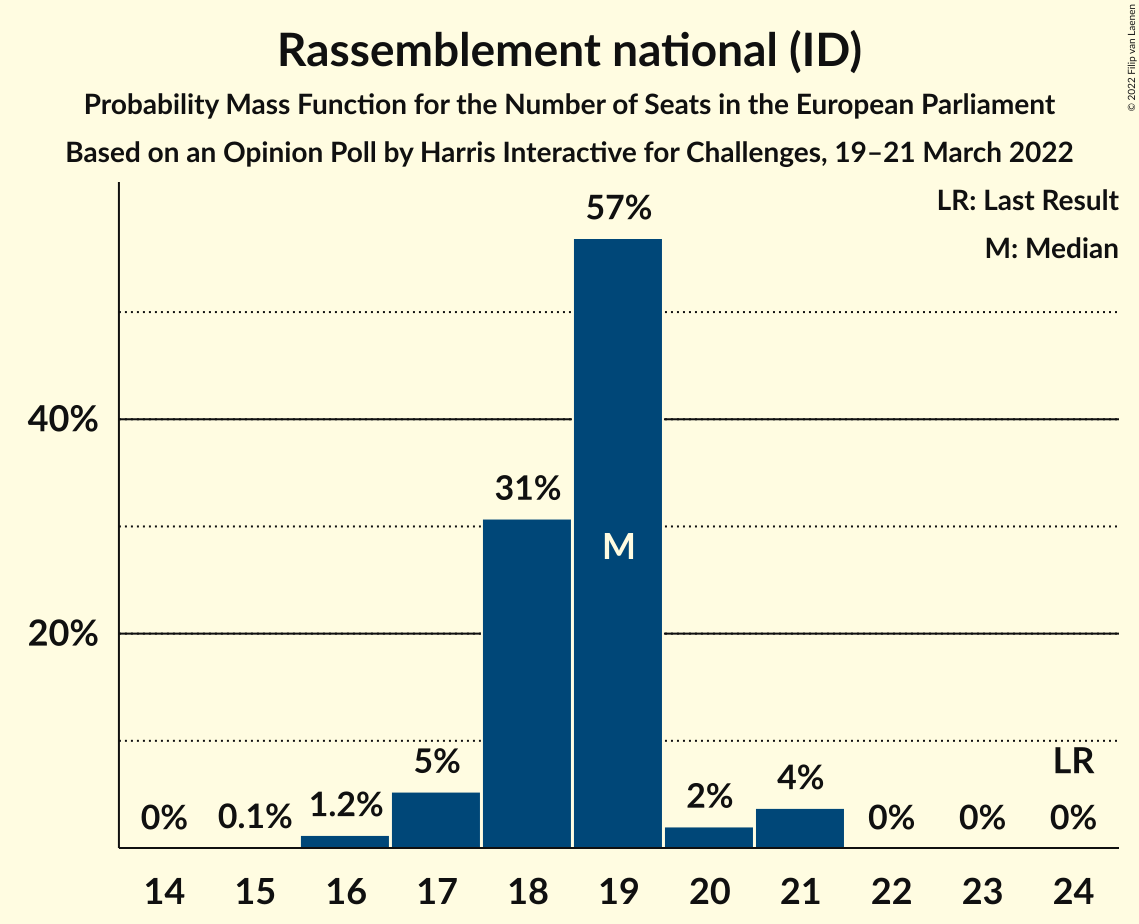 Rassemblement national (ID)
Probability Mass Function for the Number of Seats in the European Parliament
Based on an Opinion Poll by Harris Interactive for Challenges, 19–21 March 2022
© 2022 Filip van Laenen
LR: Last Result
M: Median
57%
40%
31%
M
20%
5%
LR
4%
2%
1.2%
0.1%
0%
0%
0%
0%
14 15 16 17 18 19 20 21 22 23 24